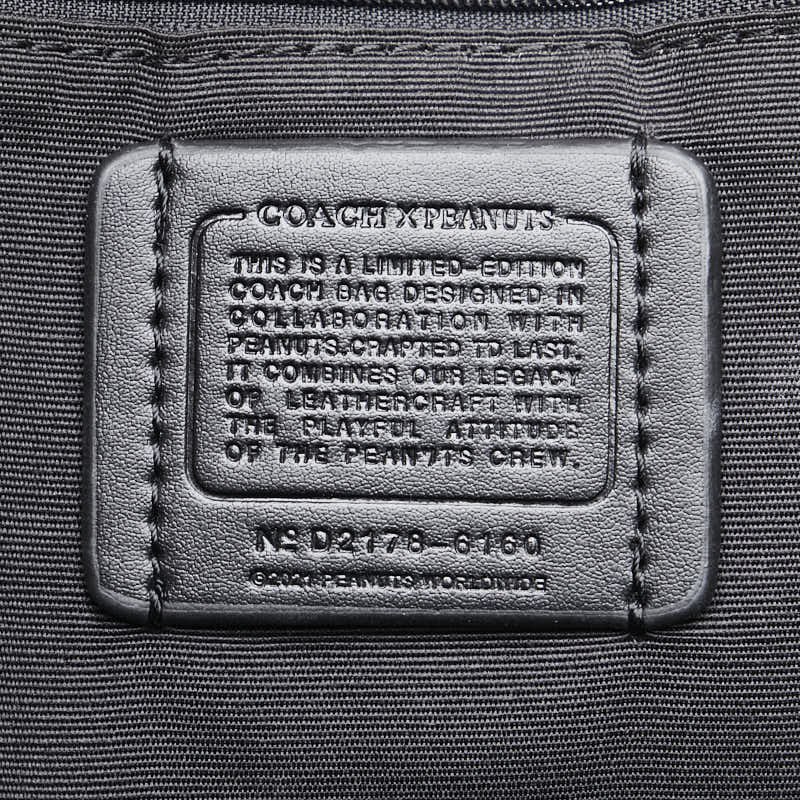 COACH × PEANUTS
THIS IS A LIMITED-EDITION
COACH BAG DESIGNED IN
COLLABORATION WITH
PEANUTS. CRAFTED TO LAST.
IT COMBINES OUR LEGACY
OF LEATHERCRAFT WITH
THE PLAYFUL ATTITUDE
OF THE PEANUTS CREW.
Nº D2178-6160
©2021 PEANUTS WORLDWIDE